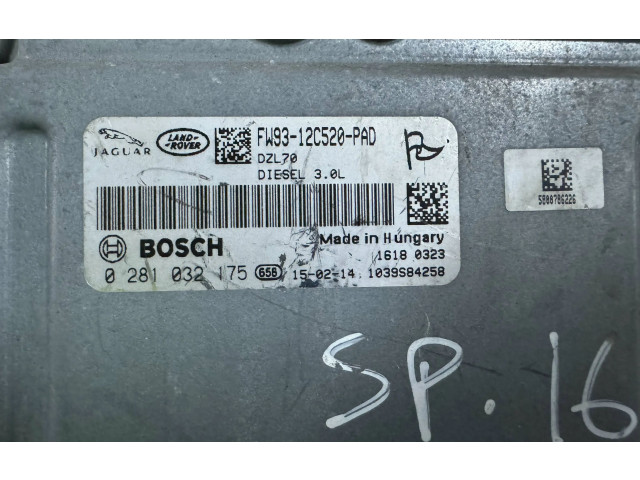 JAGUAR
LAND-
ROVER
FW93-12C520-PAD
DZL70
DIESEL 3.0L
5800786226
BOSCH
Made in Hungary
1618 0323
0 281 032 175 656 15-02-14 1039S84258
SP.16